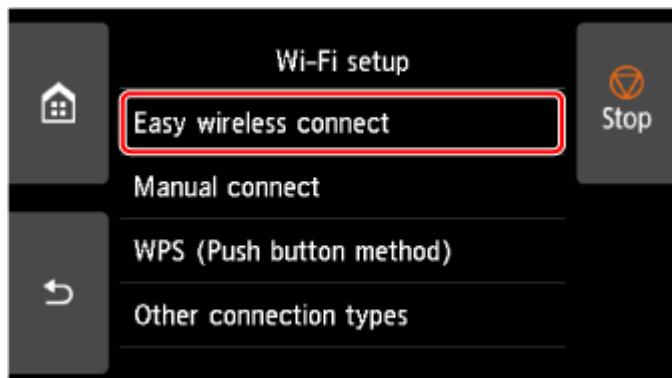 Wi-Fi setup
Easy wireless connect
Stop
Manual connect
WPS (Push button method)
Other connection types